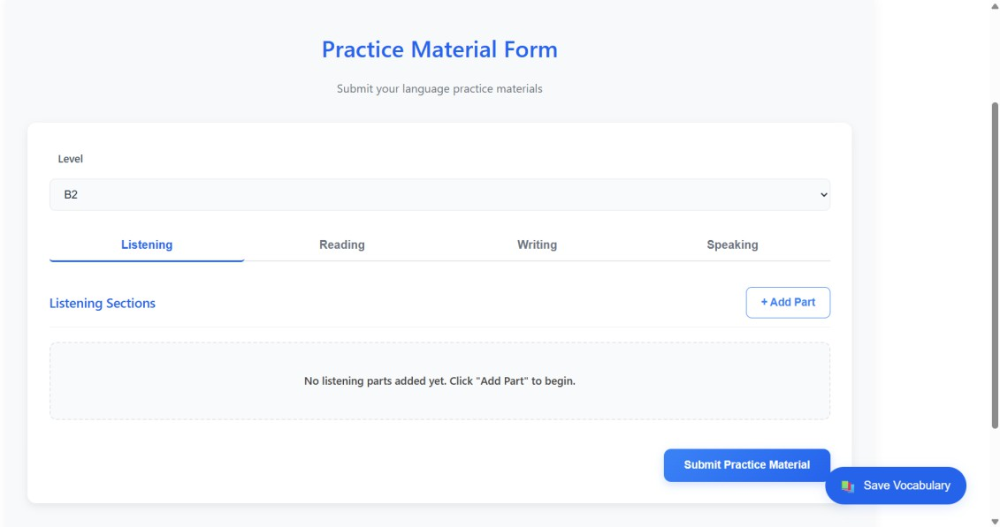 Practice Material Form
Submit your language practice materials
Level
B2
Listening
Reading
Writing
Speaking
Listening Sections
+ Add Part
No listening parts added yet. Click "Add Part" to begin.
Submit Practice Material
Save Vocabulary